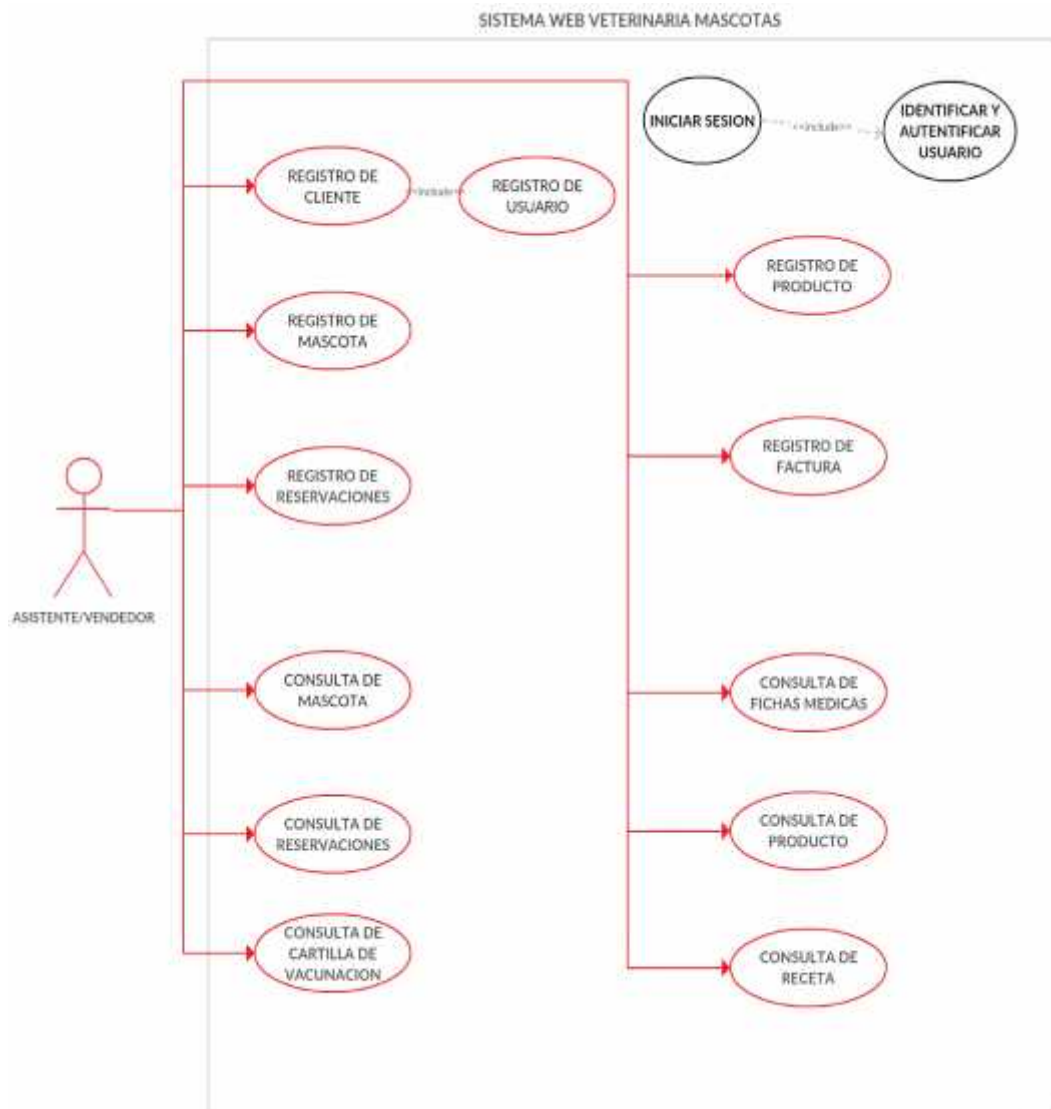 SISTEMA WEB VETERINARIA MASCOTAS
INICIAR SESION
<<Include>>
IDENTIFICAR Y
AUTENTIFICAR
USUARIO
REGISTRO DE
CLIENTE
<<Include>>
REGISTRO DE
USUARIO
REGISTRO DE
PRODUCTO
REGISTRO DE
MASCOTA
REGISTRO DE
FACTURA
REGISTRO DE
RESERVACIONES
ASISTENTE/VENDEDOR
CONSULTA DE
MASCOTA
CONSULTA DE
FICHAS MEDICAS
CONSULTA DE
RESERVACIONES
CONSULTA DE
PRODUCTO
CONSULTA DE
CARTILLA DE
VACUNACION
CONSULTA DE
RECETA